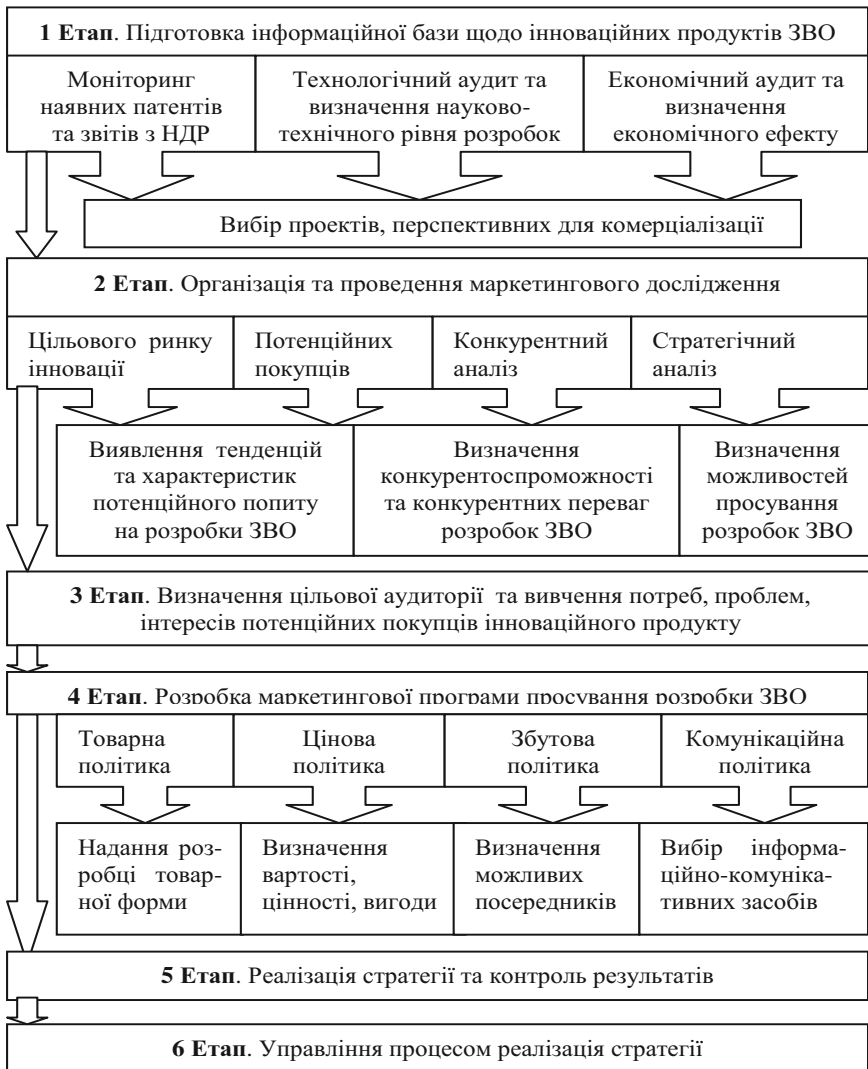 1 Етап. Підготовка інформаційної бази щодо інноваційних продуктів ЗВО
Моніторинг
наявних патентів
та звітів з НДР
Технологічний аудит та
визначення науково-
технічного рівня розробок
Економічний аудит та
визначення
економічного ефекту
Вибір проектів, перспективних для комерціалізації
2 Етап. Організація та проведення маркетингового дослідження
Цільового ринку
інновації
Потенційних
покупців
Конкурентний
аналіз
Стратегічний
аналіз
Виявлення тенденцій
та характеристик
потенційного попиту
на розробки ЗВО
Визначення
конкурентоспроможності
та конкурентних переваг
розробок ЗВО
Визначення
можливостей
просування
розробок ЗВО
3 Етап. Визначення цільової аудиторії та вивчення потреб, проблем,
інтересів потенційних покупців інноваційного продукту
4 Етап. Розробка маркетингової програми просування розробки ЗВО
Товарна
політика
Цінова
політика
Збутова
політика
Комунікаційна
політика
Надання роз-
робці товар-
ної форми
Визначення
вартості,
цінності, вигоди
Визначення
можливих
посередників
Вибір інформа-
ційно-комуніка-
тивних засобів
5 Етап. Реалізація стратегії та контроль результатів
6 Етап. Управління процесом реалізація стратегії